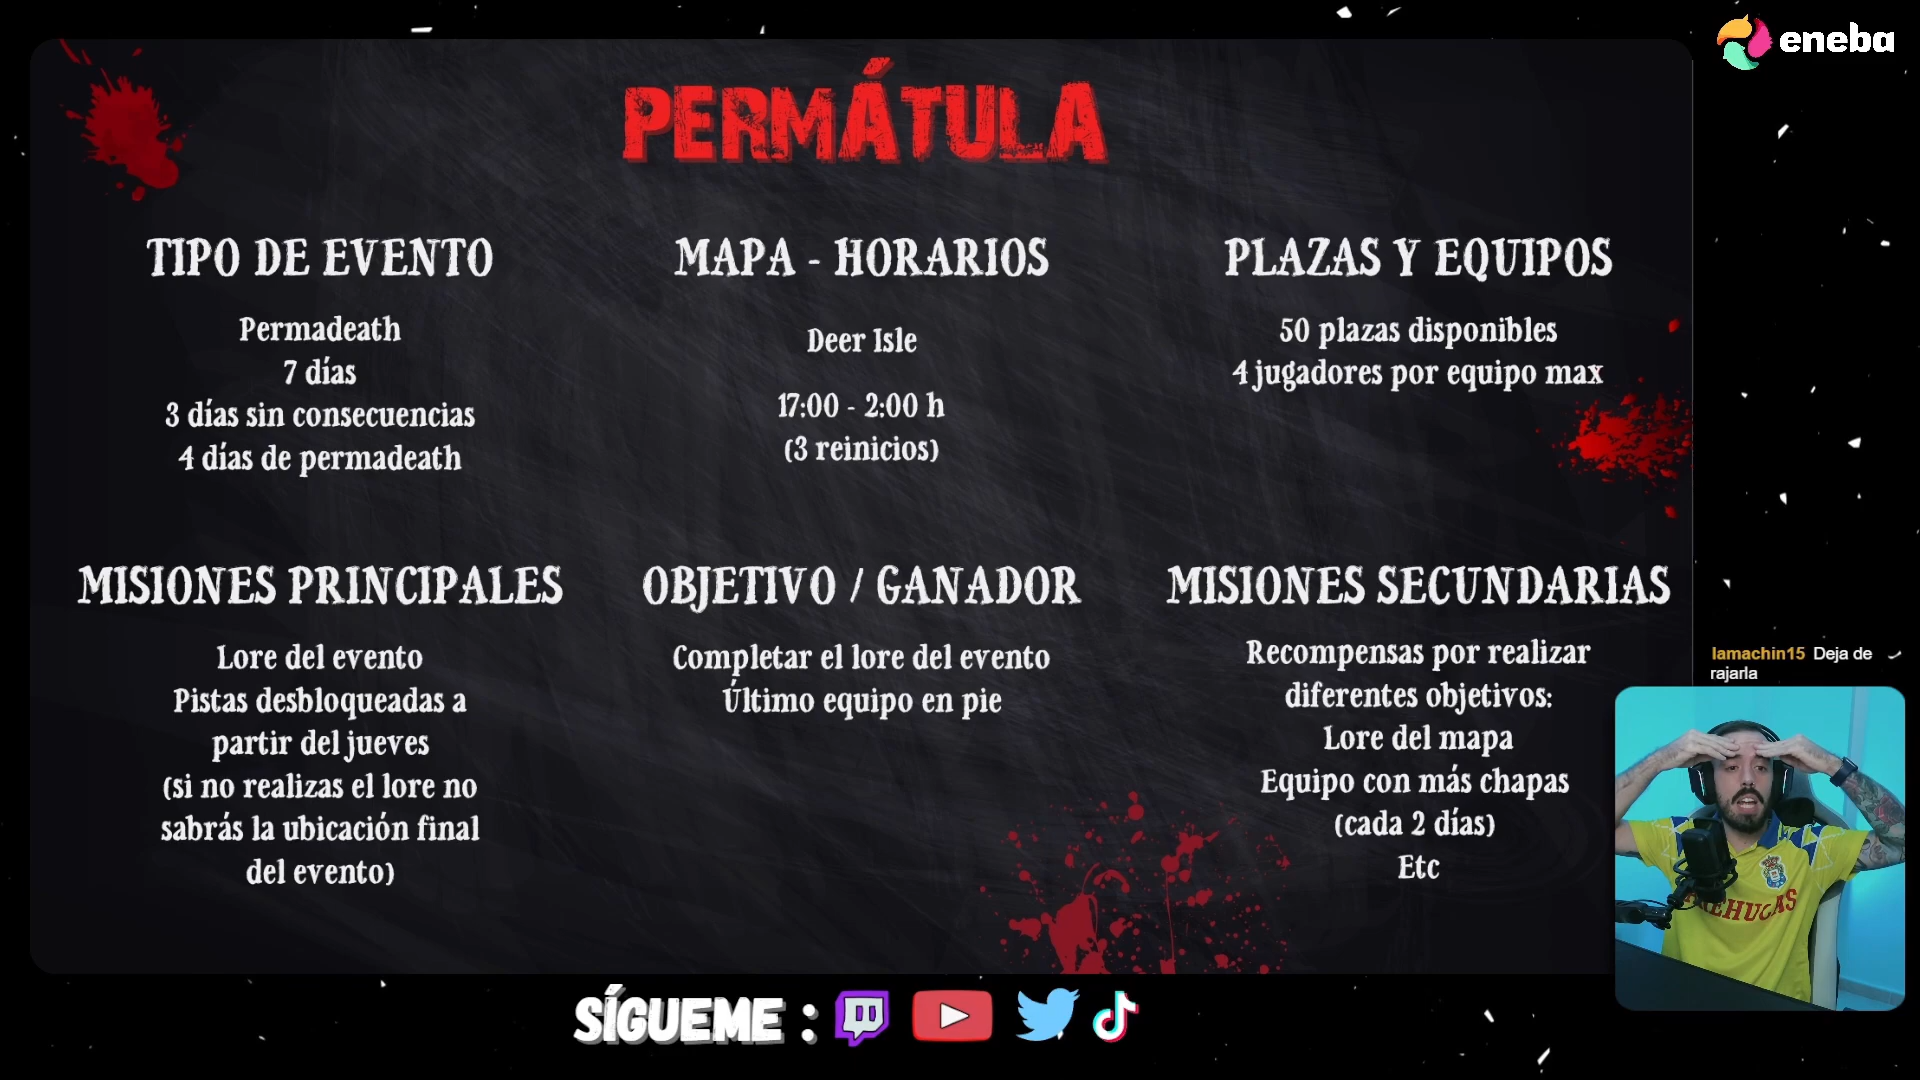 eneba
PERMÁTULA
TIPO DE EVENTO
Permadeath
7 días
3 días sin consecuencias
4 días de permadeath
MAPA - HORARIOS
Deer Isle
17:00 - 2:00 h
(3 reinicios)
PLAZAS Y EQUIPOS
50 plazas disponibles
4 jugadores por equipo max
MISIONES PRINCIPALES
Lore del evento
Pistas desbloqueadas a
partir del jueves
(si no realizas el lore no
sabrás la ubicación final
del evento)
OBJETIVO / GANADOR
Completar el lore del evento
Último equipo en pie
MISIONES SECUNDARIAS
Recompensas por realizar
diferentes objetivos:
Lore del mapa
Equipo con más chapas
(cada 2 días)
Etc
lamachin15 Deja de
rajarla
SÍGUEME :